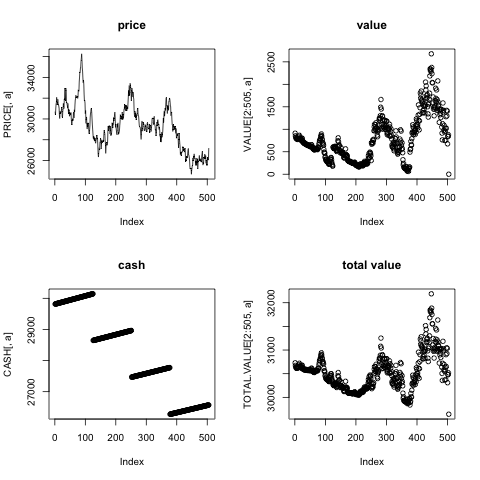 price
PRICE[, a]
34000
30000
26000
0 100 200 300 400 500
Index
value
VALUE[2:505, a]
2500
1500
500
0
0 100 200 300 400 500
Index
cash
CASH[, a]
29000
27000
0 100 200 300 400 500
Index
total value
TOTAL.VALUE[2:505, a]
32000
30000
0 100 200 300 400 500
Index